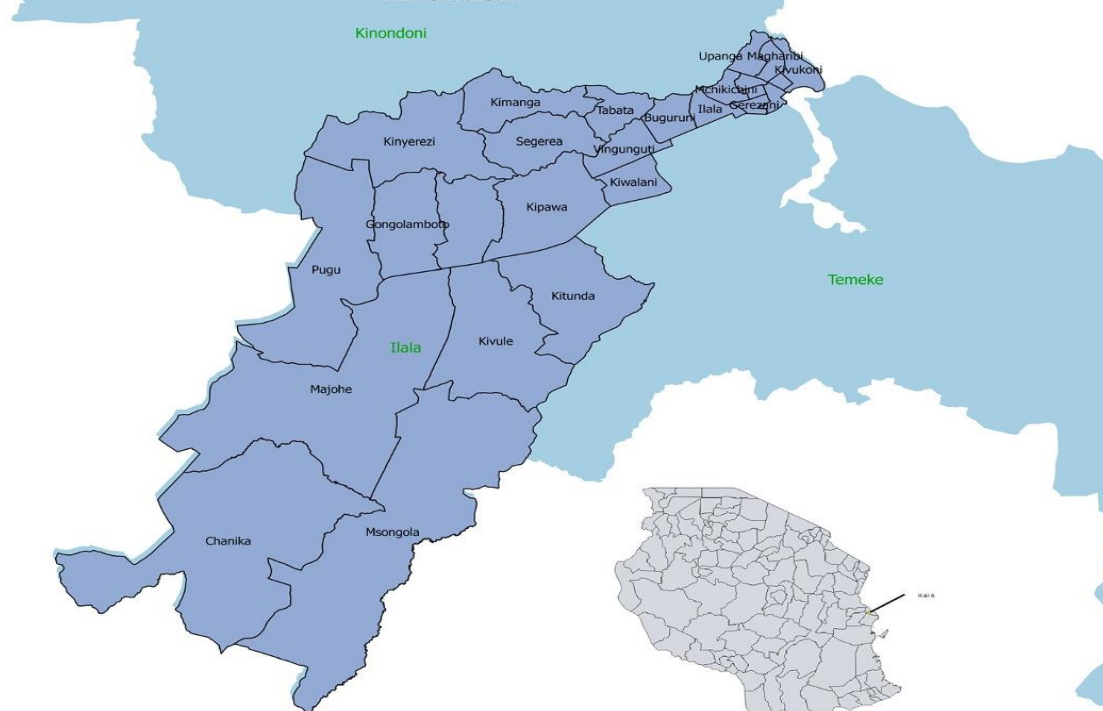 Kinondoni
Upanga Magharibi
Kivukoni
Mchikichini
Kimanga
Tabata
Ilala
Gerezani
Buguruni
Kinyerezi
Segerea
Vingunguti
Kiwalani
Kipawa
Gongolamboto
Pugu
Temeke
Kitunda
Kivule
Ilala
Majohe
Msongola
Chanika